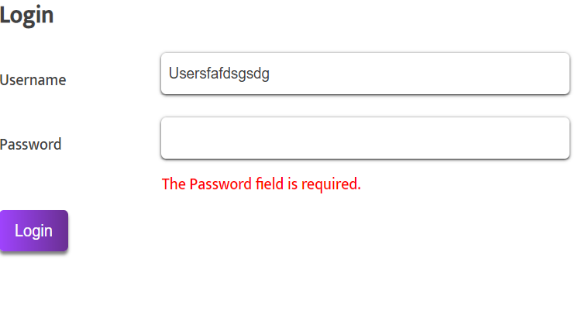 Login
Username
Usersfafdsgsdg
Password
The Password field is required.
Login